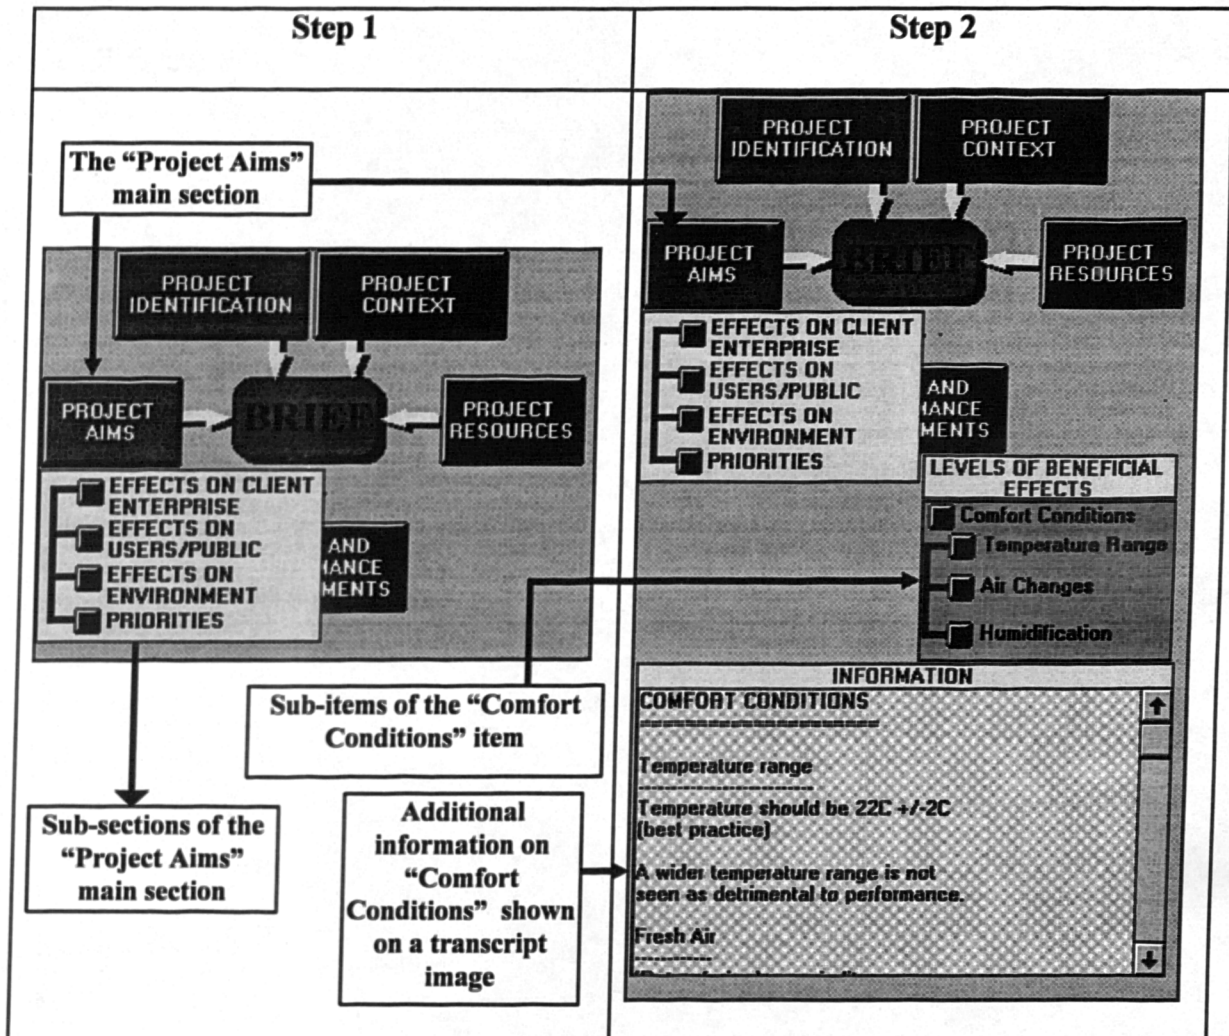 Step 1
Step 2
The “Project Aims”
main section
PROJECT
IDENTIFICATION
PROJECT
CONTEXT
PROJECT
AIMS
BRIEF
PROJECT
RESOURCES
EFFECTS ON CLIENT
ENTERPRISE
EFFECTS ON
USERS/PUBLIC
EFFECTS ON
ENVIRONMENT
PRIORITIES
AND
MENTS
Sub-items of the “Comfort
Conditions” item
Sub-sections of the
“Project Aims”
main section
Additional
information on
“Comfort
Conditions” shown
on a transcript
image
PROJECT
IDENTIFICATION
PROJECT
CONTEXT
PROJECT
AIMS
BRIEF
PROJECT
RESOURCES
EFFECTS ON CLIENT
ENTERPRISE
EFFECTS ON
USERS/PUBLIC
EFFECTS ON
ENVIRONMENT
PRIORITIES
AND
MENTS
LEVELS OF BENEFICIAL
EFFECTS
Comfort Conditions
Temperature Range
Air Changes
Humidification
INFORMATION
COMFORT CONDITIONS
=====================
Temperature range
-------------------
Temperature should be 22C +/-2C
(best practice)
A wider temperature range is not
seen as detrimental to performance.
Fresh Air
----------